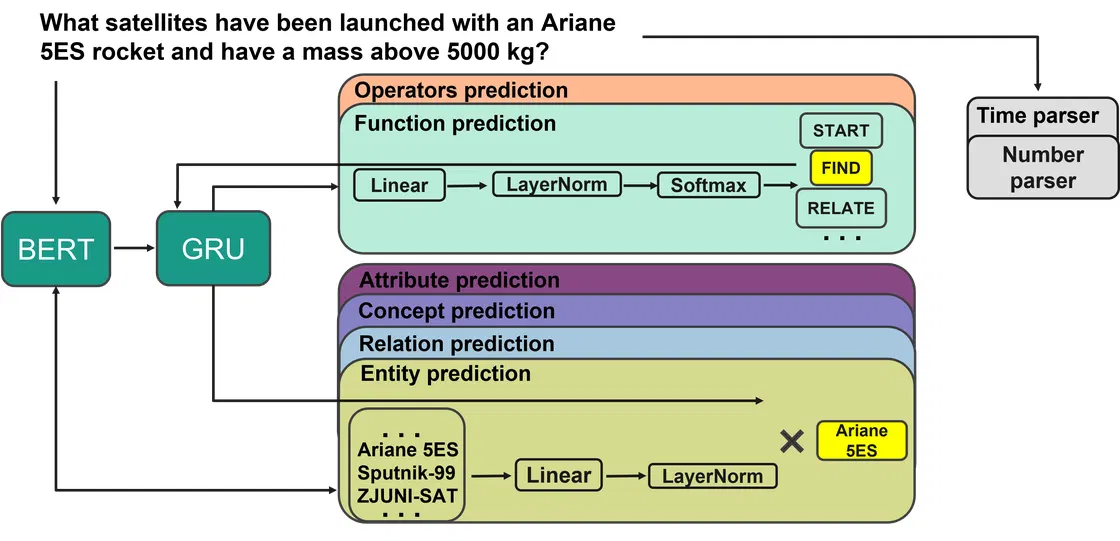 What satellites have been launched with an Ariane
5ES rocket and have a mass above 5000 kg?
Operators prediction
Function prediction
START
FIND
RELATE
. . .
Linear
LayerNorm
Softmax
Time parser
Number
parser
BERT
GRU
Attribute prediction
Concept prediction
Relation prediction
Entity prediction
. . .
Ariane 5ES
Sputnik-99
ZJUNI-SAT
. . .
Linear
LayerNorm
×
Ariane
5ES